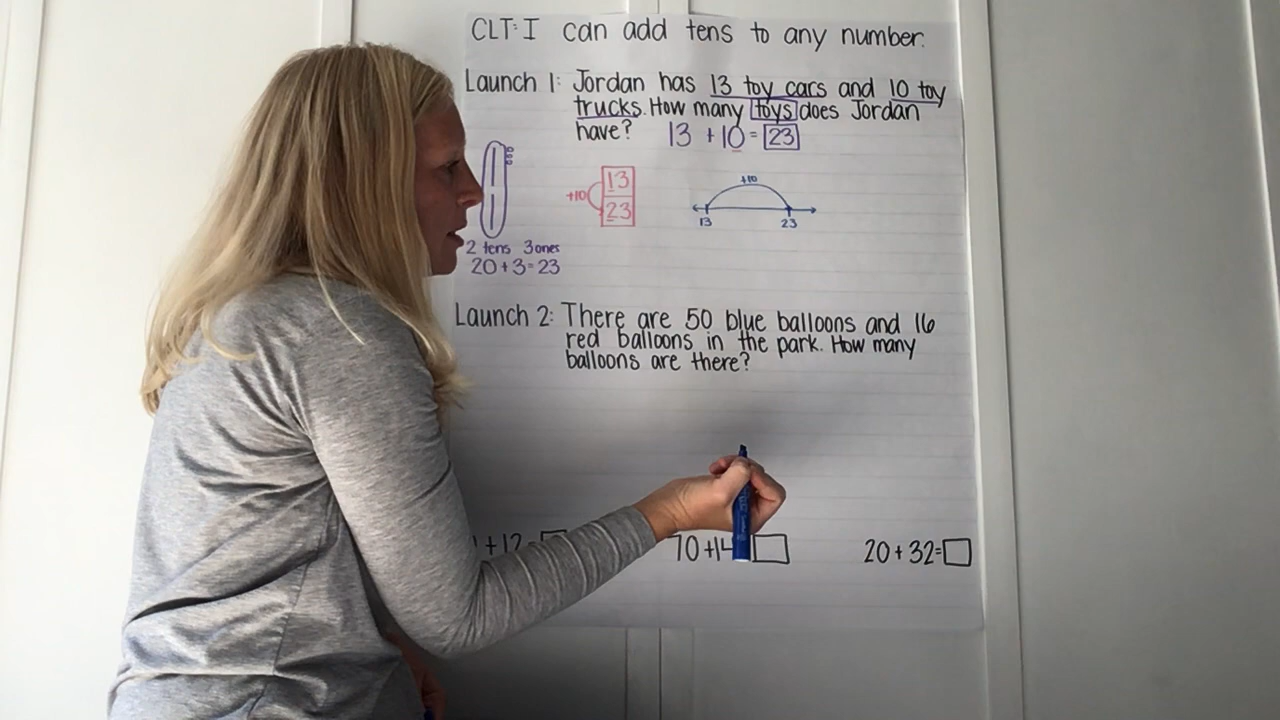 CLT: I can add tens to any number.
Launch 1: Jordan has 13 toy cars and 10 toy
trucks. How many toys does Jordan
have? 13 + 10 = 23
+10 13
23
+10
13 23
2 tens 3 ones
20 + 3 = 23
Launch 2: There are 50 blue balloons and 16
red balloons in the park. How many
balloons are there?
+ 12 = 70 + 14 20 + 32 =